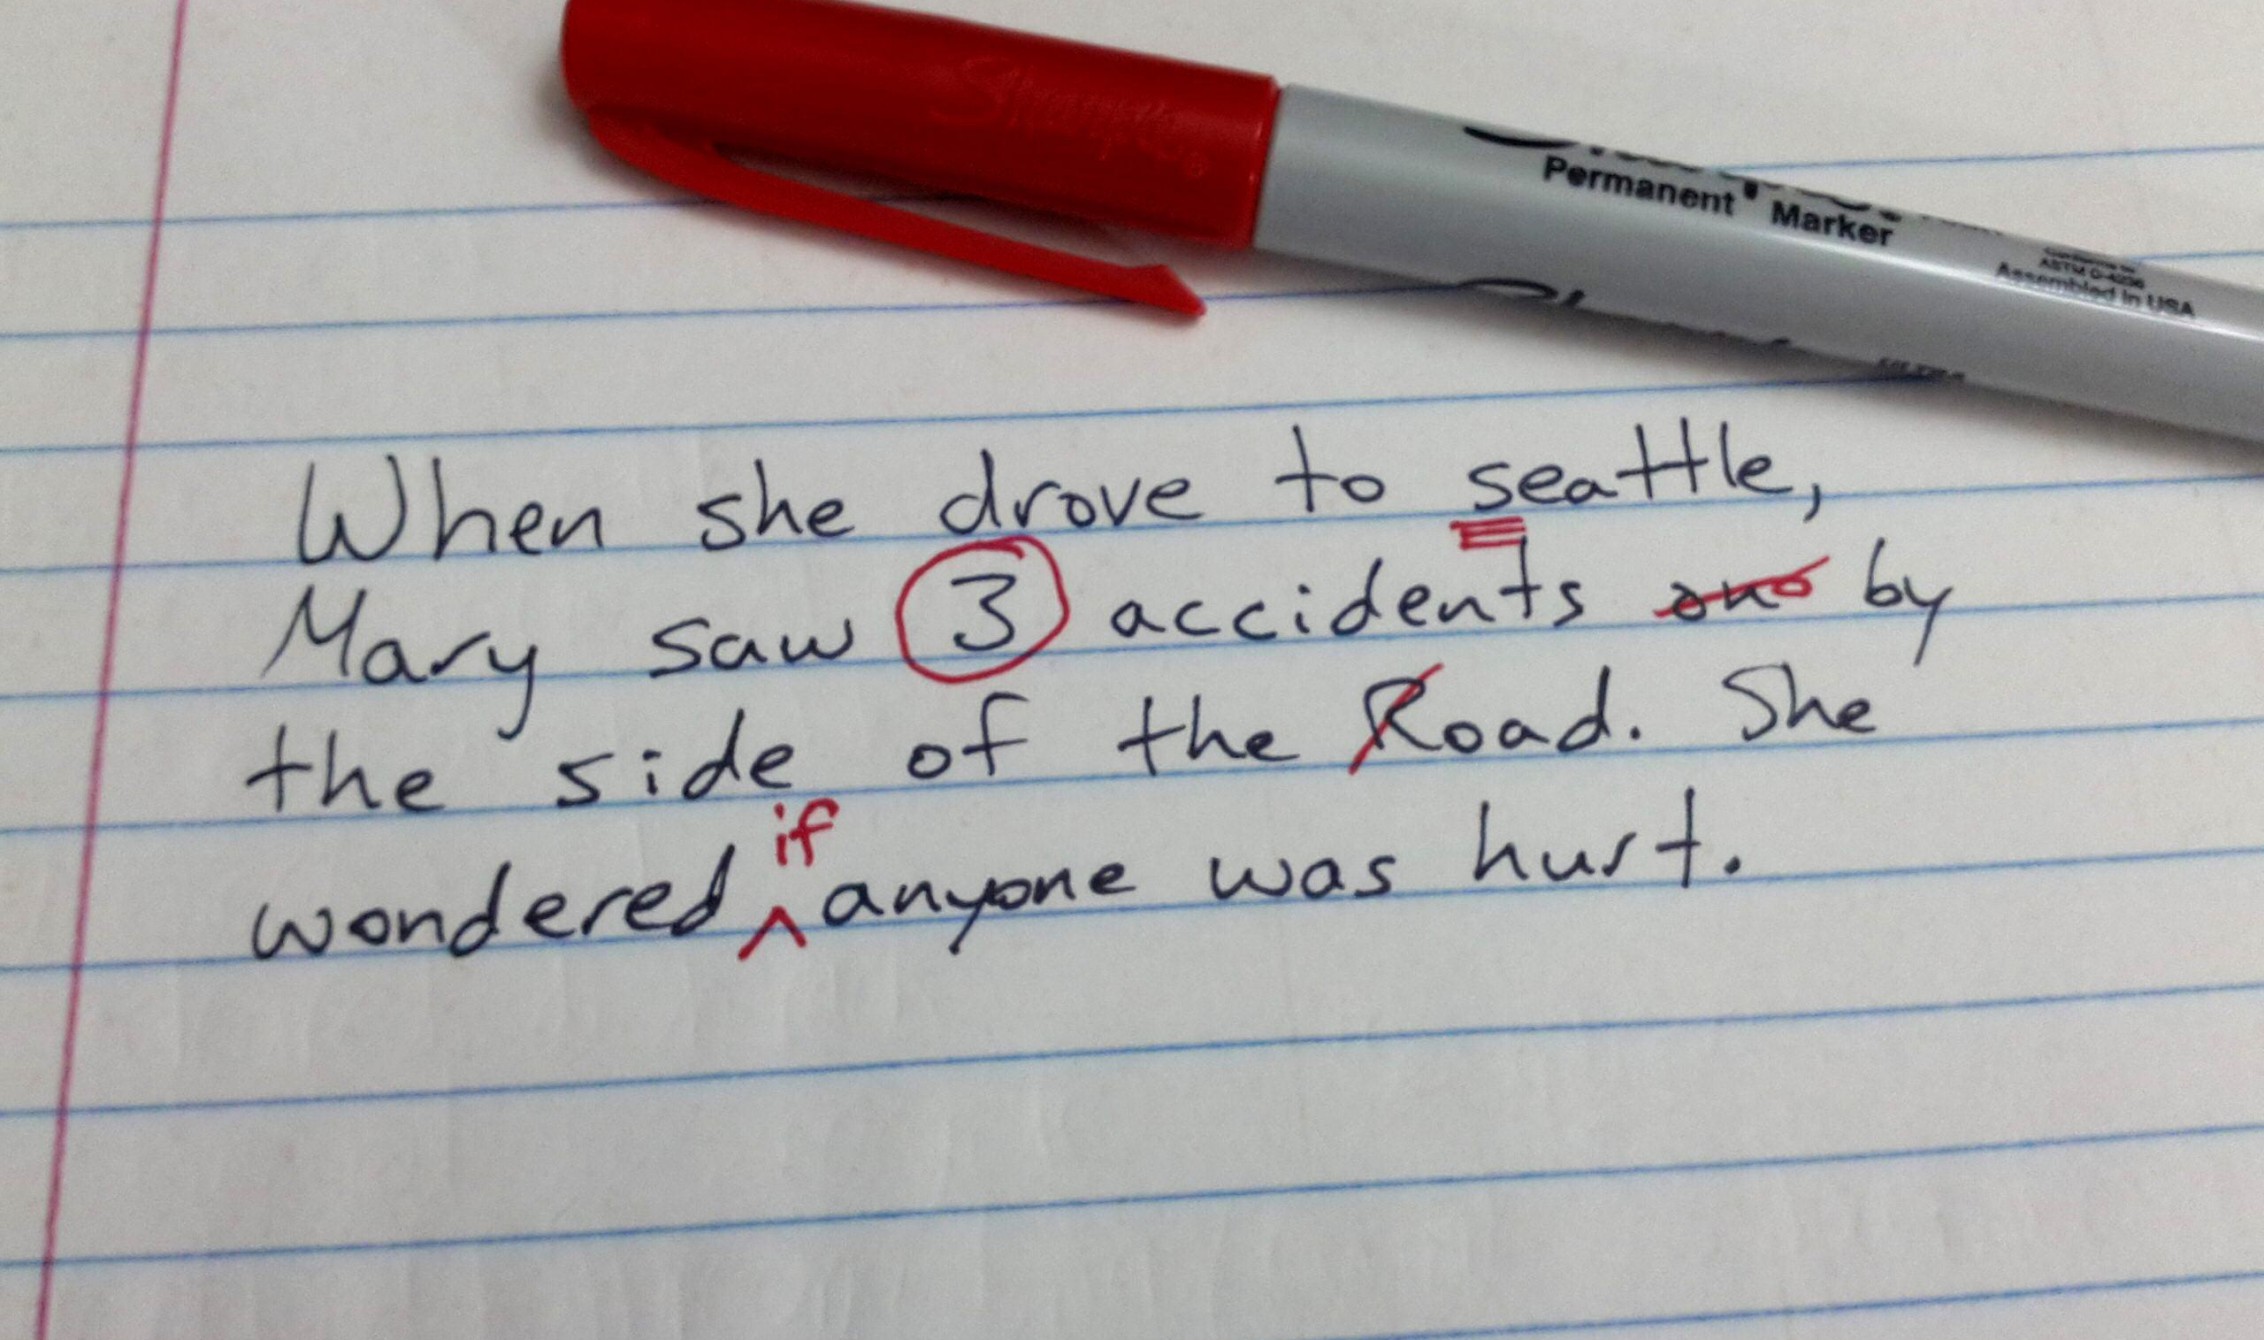 Sharpie®
Permanent Marker
ASTM D-4236
Assembled in USA
When she drove to seattle,
Mary saw 3 accidents on by
the side of the Road. She
if
wondered ^ anyone was hurt.